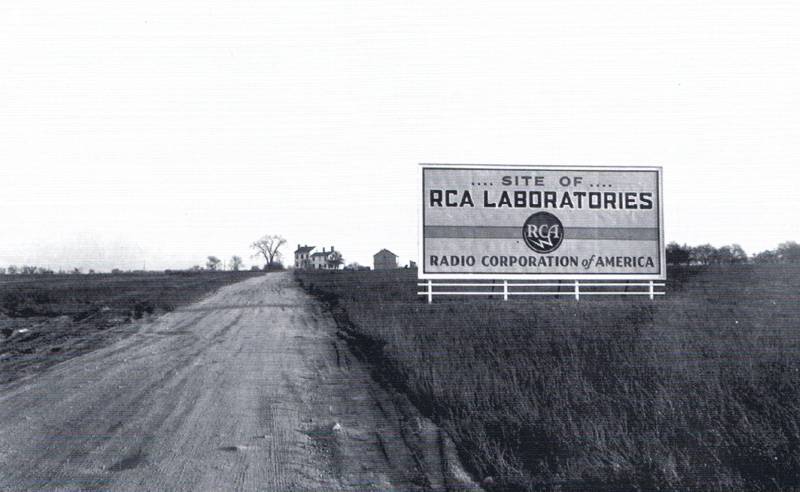 .... SITE OF ....
RCA LABORATORIES
RCA
RADIO CORPORATION of AMERICA